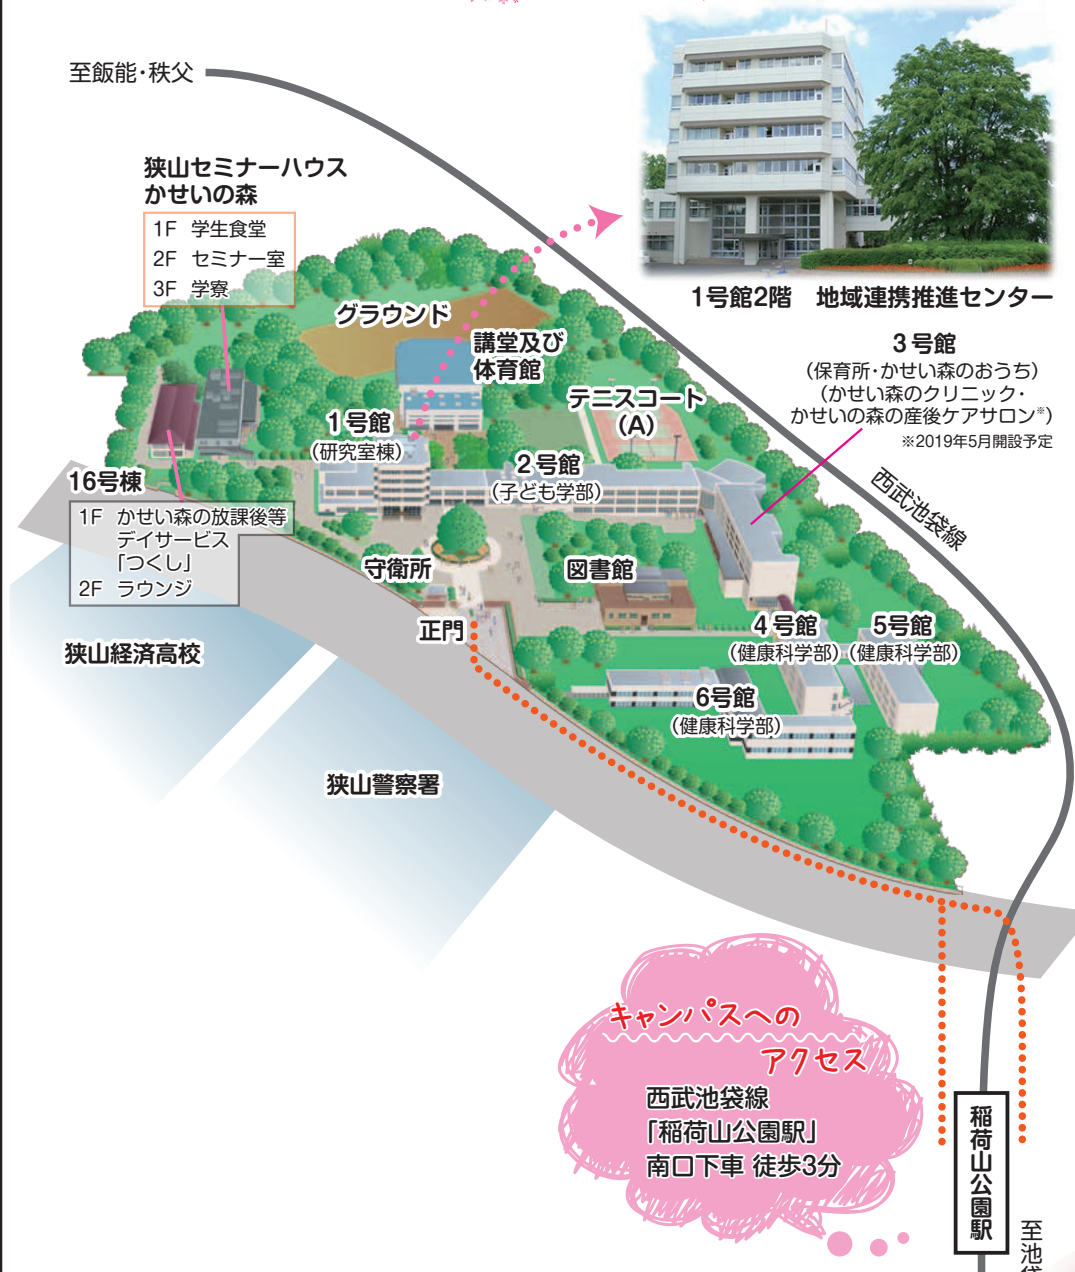 至飯能・秩父
狭山セミナーハウス
かせいの森
1F 学生食堂
2F セミナー室
3F 学寮
1号館2階 地域連携推進センター
グラウンド
講堂及び
体育館
3号館
(保育所・かせい森のおうち)
(かせい森のクリニック・
かせいの森の産後ケアサロン※)
※2019年5月開設予定
テニスコート
(A)
1号館
(研究室棟)
2号館
(子ども学部)
西武池袋線
16号棟
1F かせい森の放課後等
デイサービス
「つくし」
2F ラウンジ
守衛所
図書館
正門
4号館
(健康科学部)
5号館
(健康科学部)
6号館
(健康科学部)
狭山経済高校
狭山警察署
キャンパスへの
アクセス
西武池袋線
「稲荷山公園駅」
南口下車 徒歩3分
稲荷山公園駅
至池袋